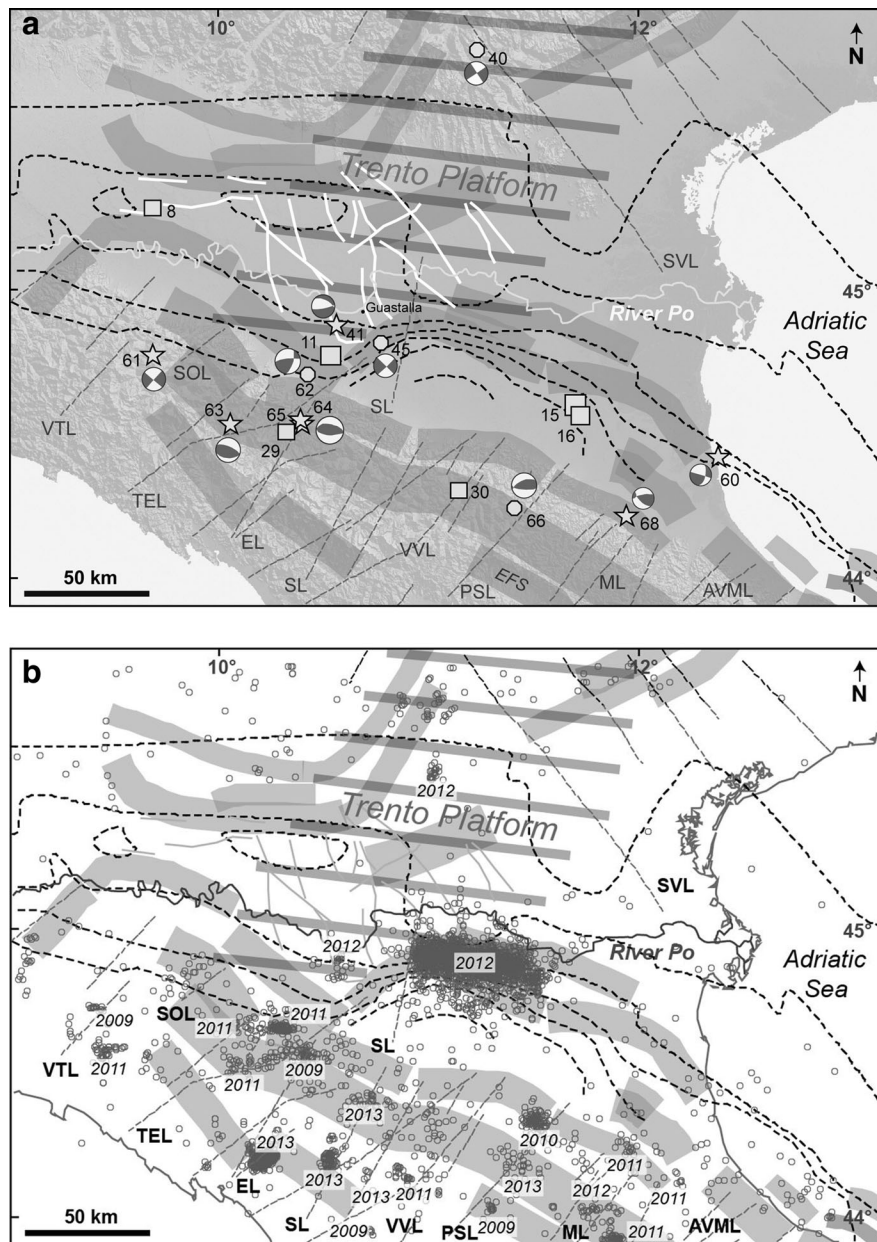 a
10°
12°
N
40
Trento Platform
8
SVL
45°
River Po
Adriatic
Sea
Guastalla
41
11
45
61
SOL
62
VTL
63
65
64
SL
29
15
16
60
TEL
30
66
68
EL
VVL
SL
PSL
EFS
ML
AVML
44°
50 km
b
10°
12°
N
2012
Trento Platform
SVL
45°
River Po
Adriatic
Sea
2012
2012
2009
SOL
2011
2011
VTL
2011
SL
2011
2009
TEL
2013
2010
2013
2011
EL
2013
2013
2011
2013
2012
2011
SL
2009
VVL
PSL
2009
ML
2011
AVML
44°
50 km